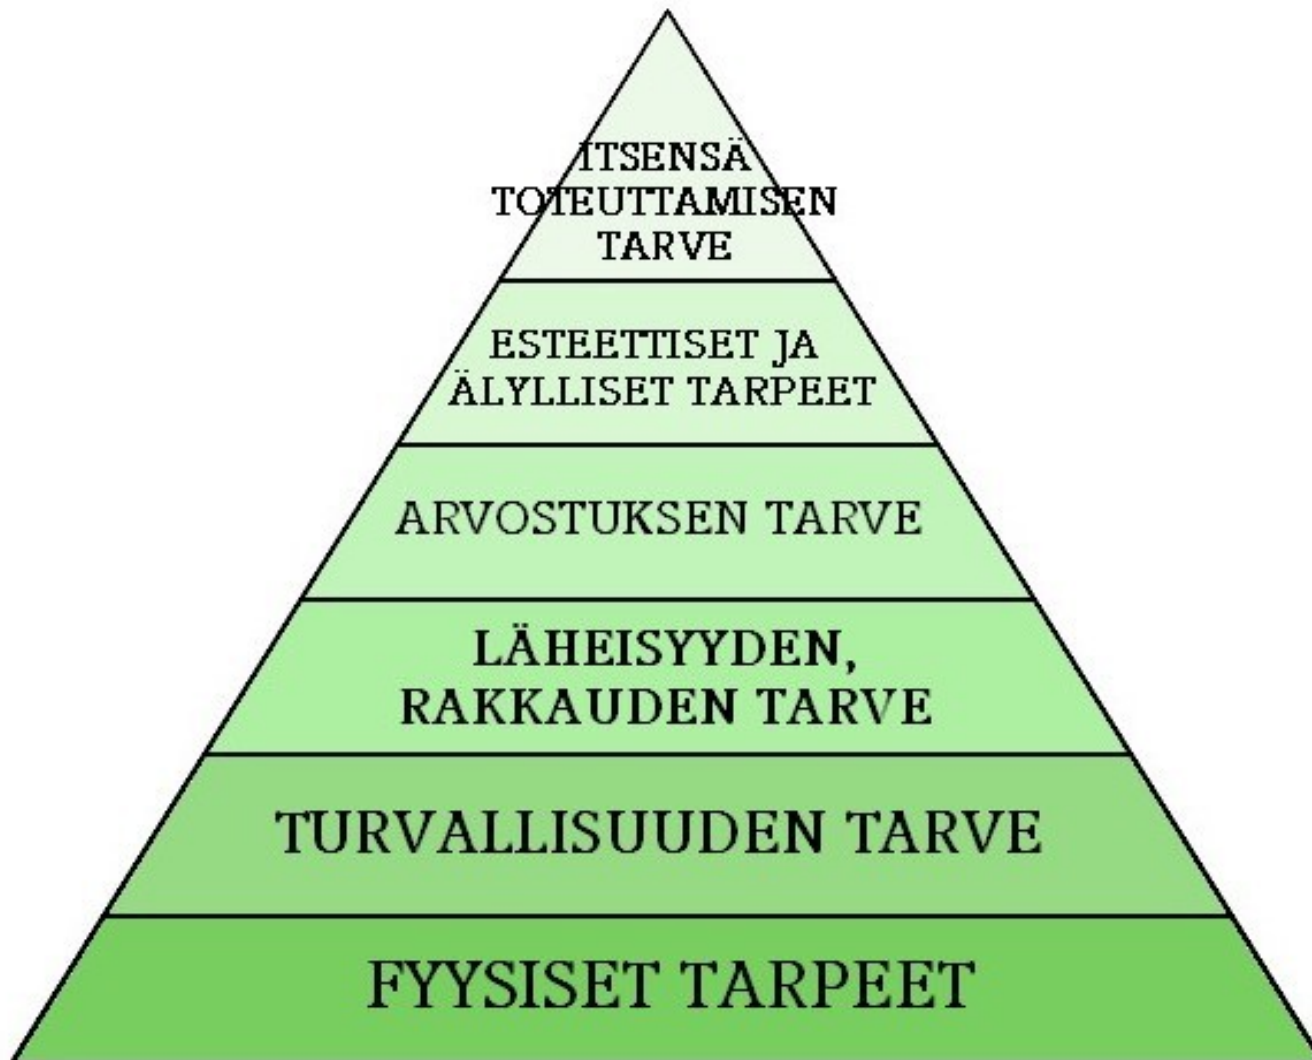 ITSENSÄ
TOTEUTTAMISEN
TARVE
ESTEETTISET JA
ÄLYLLISET TARPEET
ARVOSTUKSEN TARVE
LÄHEISYYDEN,
RAKKAUDEN TARVE
TURVALLISUUDEN TARVE
FYYSISET TARPEET